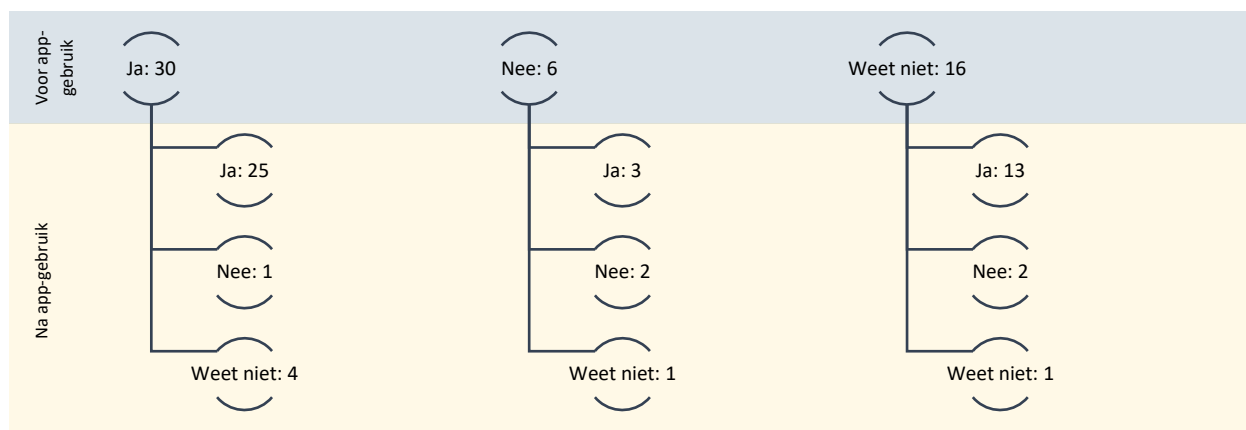 Voor app-
gebruik
Ja: 30
Nee: 6
Weet niet: 16
Na app-gebruik
Ja: 25
Ja: 3
Ja: 13
Nee: 1
Nee: 2
Nee: 2
Weet niet: 4
Weet niet: 1
Weet niet: 1